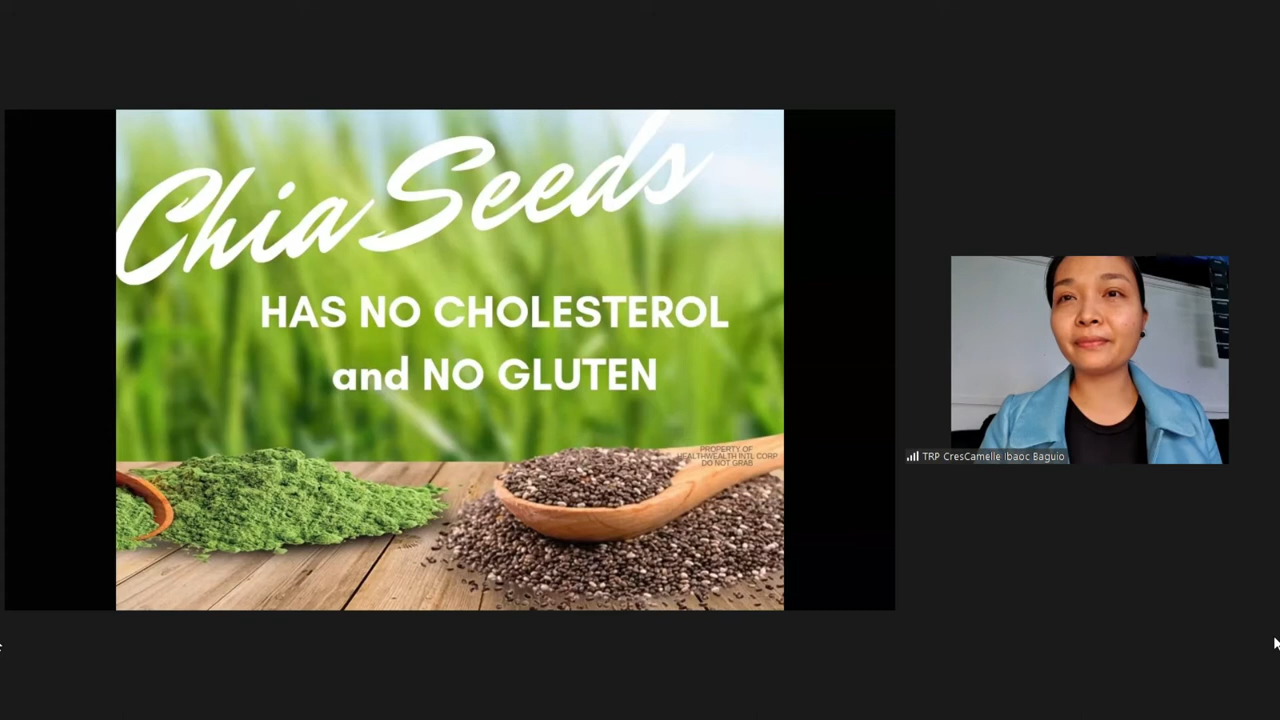 Chia Seeds
HAS NO CHOLESTEROL
and NO GLUTEN
PROPERTY OF
HEALTHWEALTH INTL CORP
DO NOT GRAB
TRP CresCamelle Ibaoc Baguio